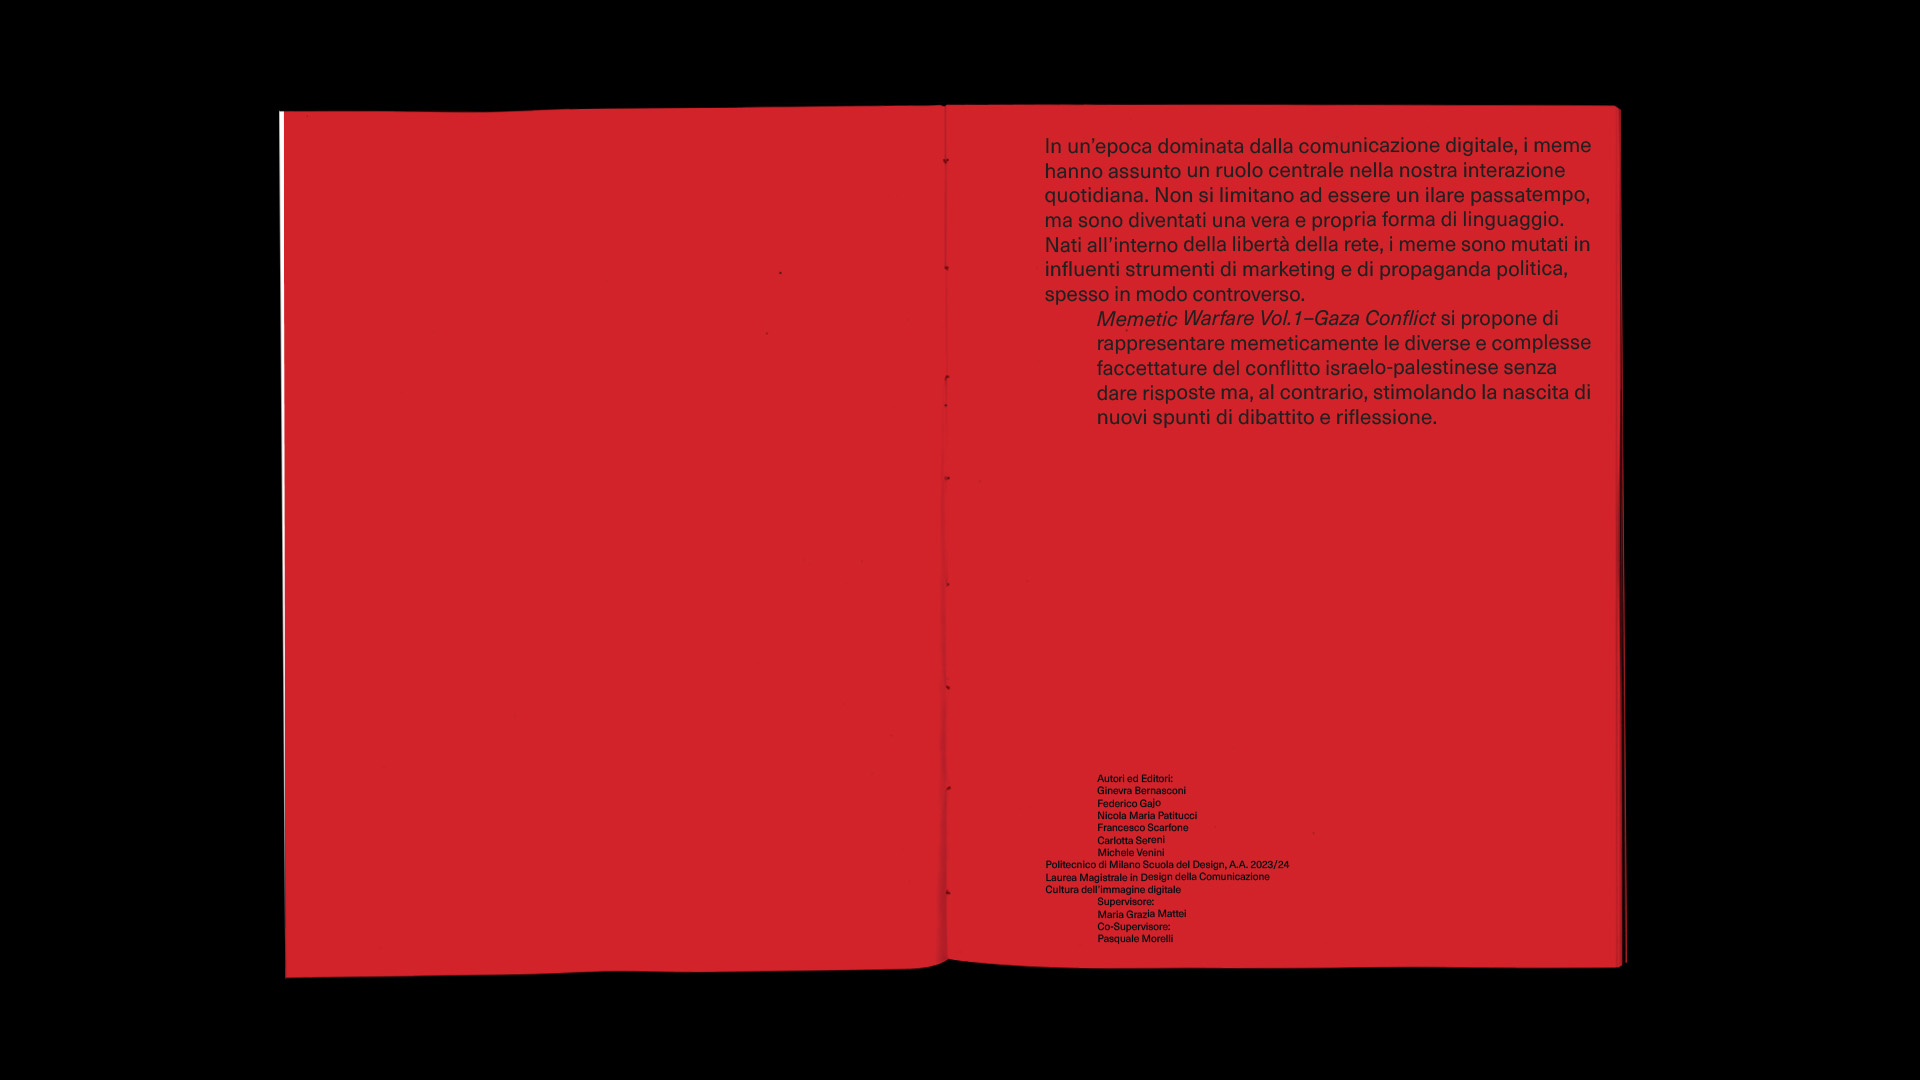 In un’epoca dominata dalla comunicazione digitale, i meme
hanno assunto un ruolo centrale nella nostra interazione
quotidiana. Non si limitano ad essere un ilare passatempo,
ma sono diventati una vera e propria forma di linguaggio.
Nati all’interno della libertà della rete, i meme sono mutati in
influenti strumenti di marketing e di propaganda politica,
spesso in modo controverso.
Memetic Warfare Vol.1–Gaza Conflict si propone di
rappresentare memeticamente le diverse e complesse
faccettature del conflitto israelo-palestinese senza
dare risposte ma, al contrario, stimolando la nascita di
nuovi spunti di dibattito e riflessione.
Autori ed Editori:
Ginevra Bernasconi
Federico Gajo
Nicola Maria Patitucci
Francesco Scarfone
Carlotta Sereni
Michele Venini
Politecnico di Milano Scuola del Design, A.A. 2023/24
Laurea Magistrale in Design della Comunicazione
Cultura dell’immagine digitale
Supervisore:
Maria Grazia Mattei
Co-Supervisore:
Pasquale Morelli